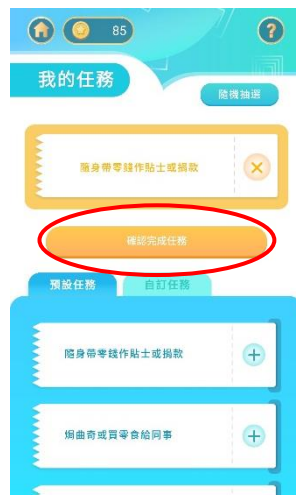 85
?
我的任務
隨機抽選
隨身帶零錢作貼士或捐款
確認完成任務
預設任務
自訂任務
隨身帶零錢作貼士或捐款
焗曲奇或買零食給同事